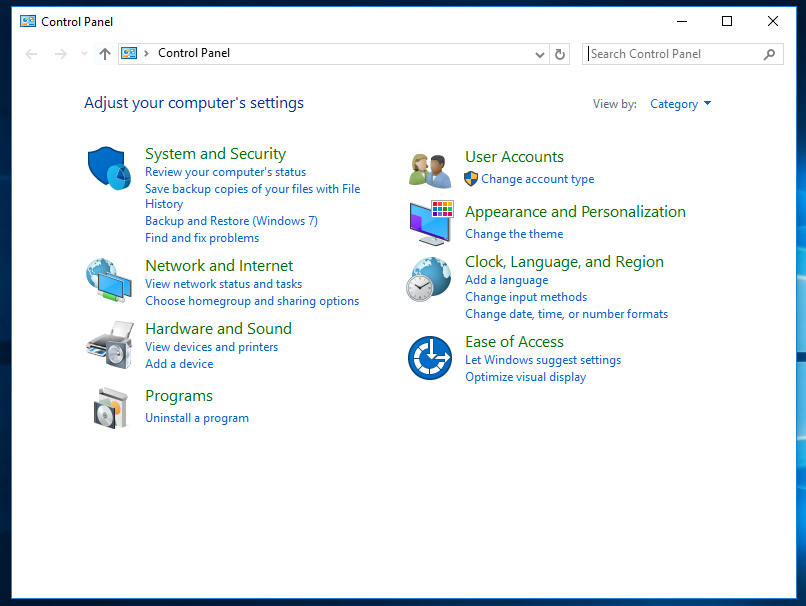 Control Panel
Control Panel
Search Control Panel
Adjust your computer's settings
View by:
Category
System and Security
Review your computer's status
Save backup copies of your files with File
History
Backup and Restore (Windows 7)
Find and fix problems
Network and Internet
View network status and tasks
Choose homegroup and sharing options
Hardware and Sound
View devices and printers
Add a device
Programs
Uninstall a program
User Accounts
Change account type
Appearance and Personalization
Change the theme
Clock, Language, and Region
Add a language
Change input methods
Change date, time, or number formats
Ease of Access
Let Windows suggest settings
Optimize visual display